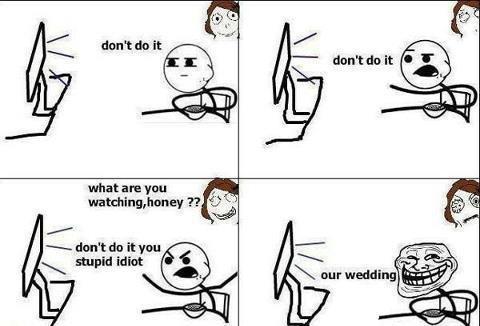 don't do it
don't do it
what are you
watching,honey ??
don't do it you
stupid idiot
our wedding